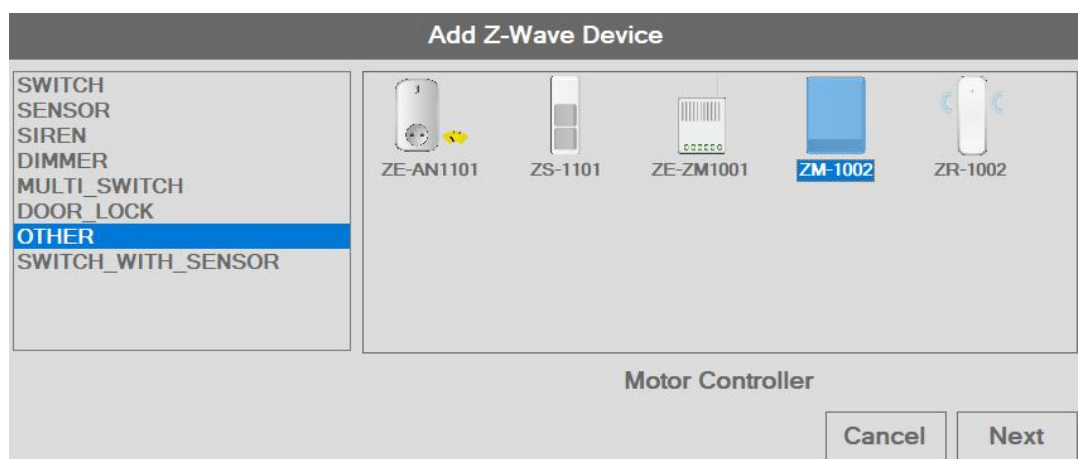 Add Z-Wave Device
SWITCH
SENSOR
SIREN
DIMMER
MULTI_SWITCH
DOOR_LOCK
OTHER
SWITCH_WITH_SENSOR
ZE-AN1101
ZS-1101
ZE-ZM1001
ZM-1002
ZR-1002
Motor Controller
Cancel
Next